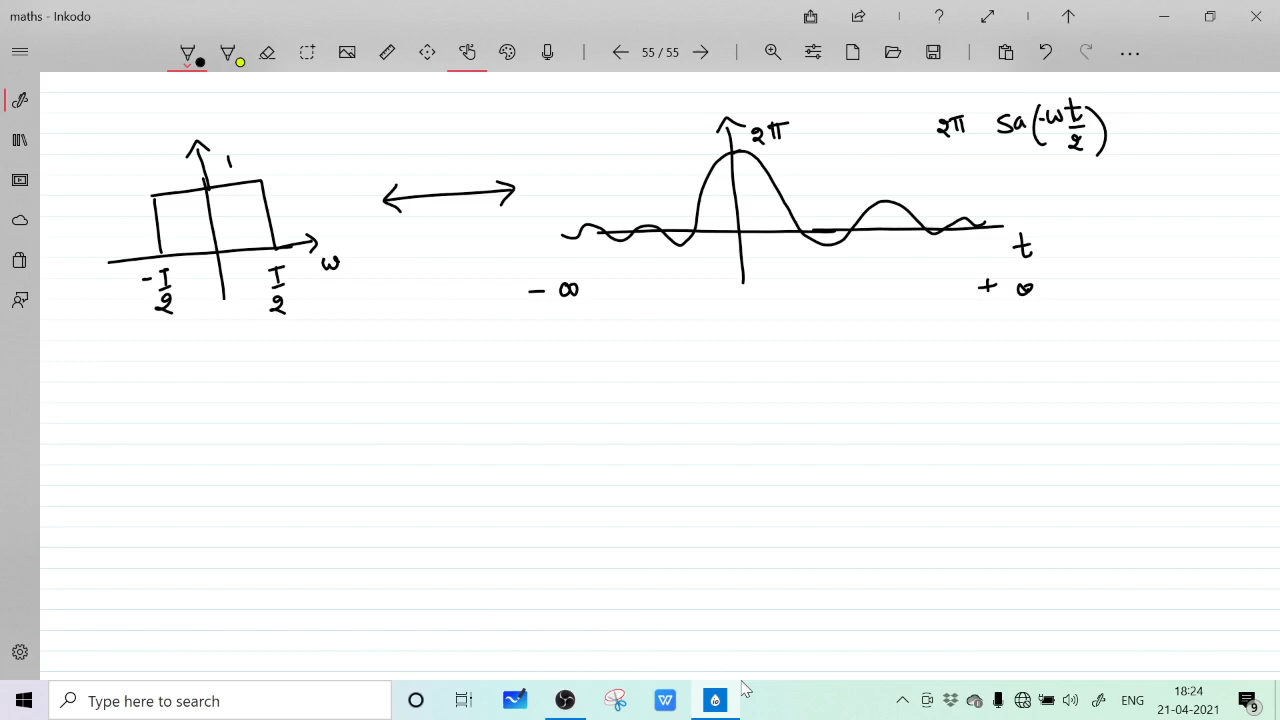 maths - Inkodo
55 / 55
2π
2π Sa(-ωt/2)
1
t
ω
-T/2
T/2
- ∞
+ ∞
Type here to search
ENG
18:24
21-04-2021
9